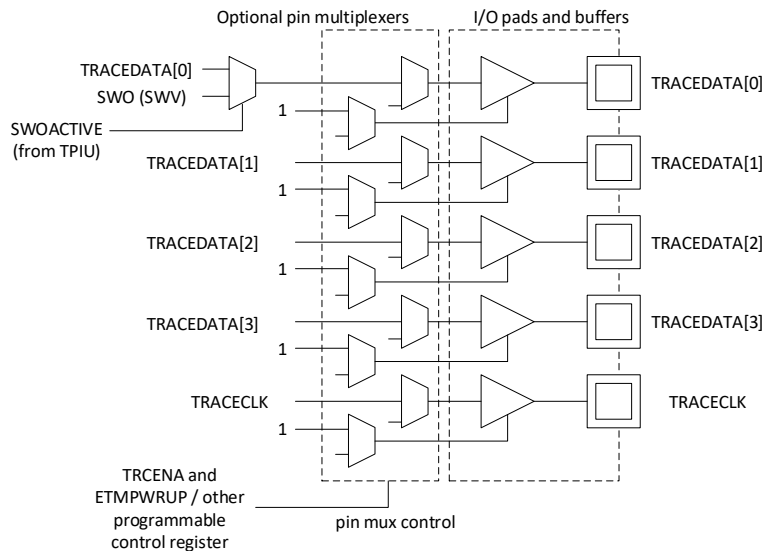 Optional pin multiplexers
I/O pads and buffers
TRACEDATA[0]
SWO (SWV)
TRACEDATA[0]
1
SWOACTIVE
(from TPIU)
TRACEDATA[1]
TRACEDATA[1]
1
TRACEDATA[2]
TRACEDATA[2]
1
TRACEDATA[3]
TRACEDATA[3]
1
TRACECLK
TRACECLK
1
TRCENA and
ETMPWRUP / other
programmable
control register
pin mux control